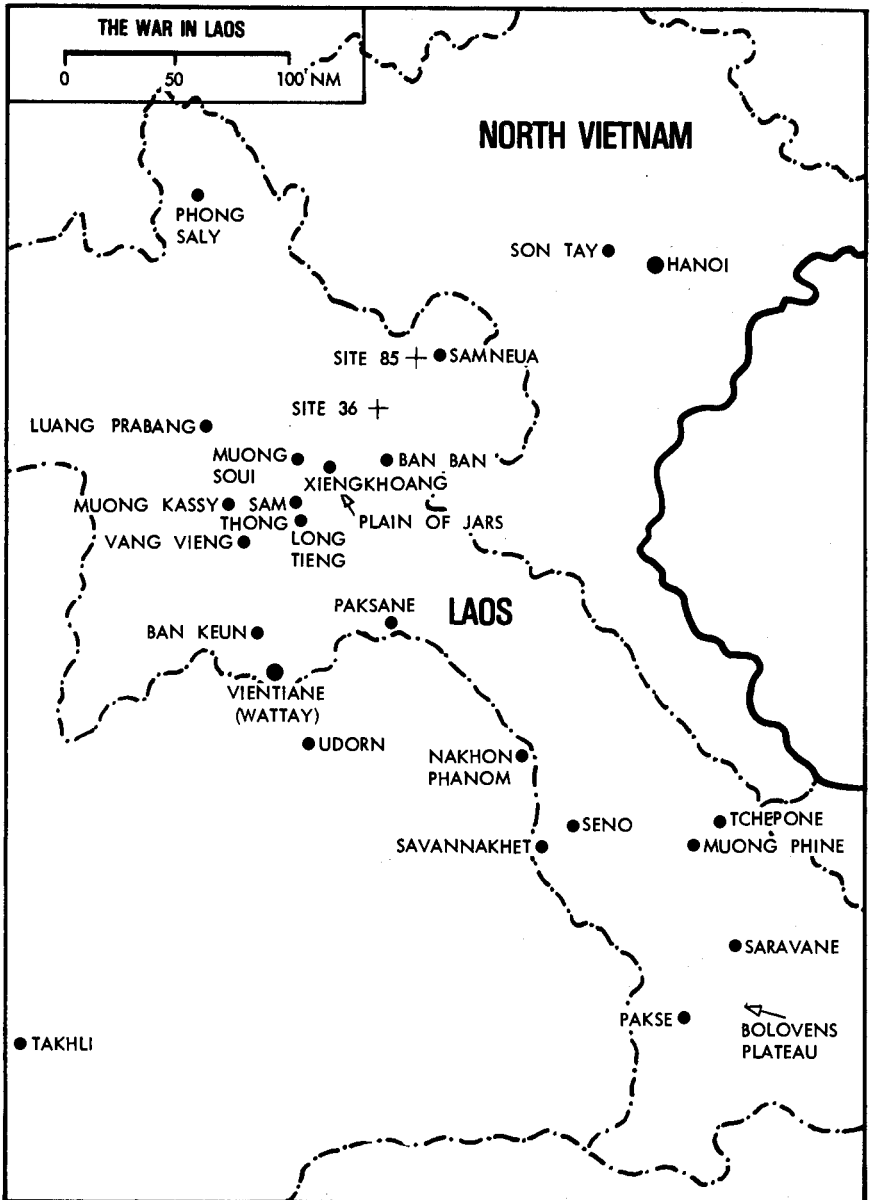 THE WAR IN LAOS
0 50 100 NM
NORTH VIETNAM
PHONG
SALY
SON TAY
HANOI
SITE 85
SAMNEUA
SITE 36
LUANG PRABANG
MUONG
SOUI
BAN BAN
XIENGKHOANG
MUONG KASSY
SAM
THONG
PLAIN OF JARS
LONG
TIENG
VANG VIENG
PAKSANE
LAOS
BAN KEUN
VIENTIANE
(WATTAY)
UDORN
NAKHON
PHANOM
SENO
TCHEPONE
SAVANNAKHET
MUONG PHINE
SARAVANE
PAKSE
BOLOVENS
PLATEAU
TAKHLI